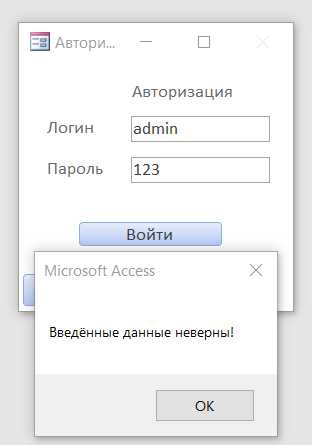 Автори...
Авторизация
Логин
admin
Пароль
123
Войти
Microsoft Access
Введённые данные неверны!
OK